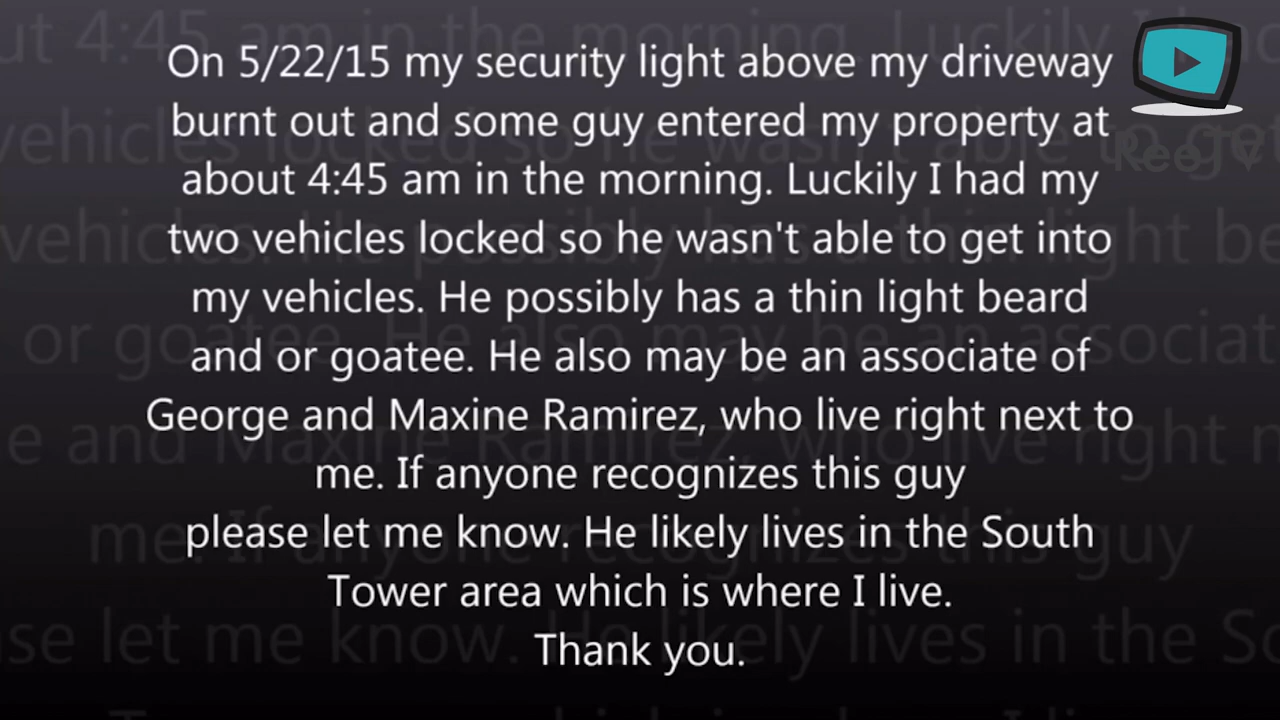 On 5/22/15 my security light above my driveway
burnt out and some guy entered my property at
about 4:45 am in the morning. Luckily I had my
two vehicles locked so he wasn't able to get into
my vehicles. He possibly has a thin light beard
and or goatee. He also may be an associate of
George and Maxine Ramirez, who live right next to
me. If anyone recognizes this guy
please let me know. He likely lives in the South
Tower area which is where I live.
Thank you.